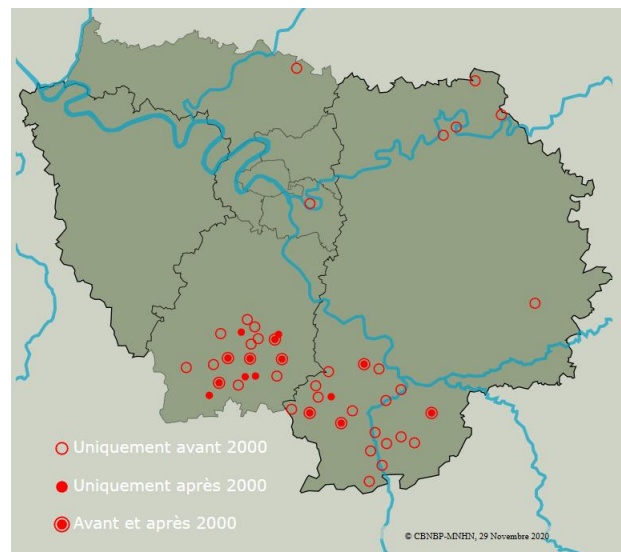 Uniquement avant 2000
Uniquement après 2000
Avant et après 2000
© CBNBP-MNHN, 29 Novembre 2020